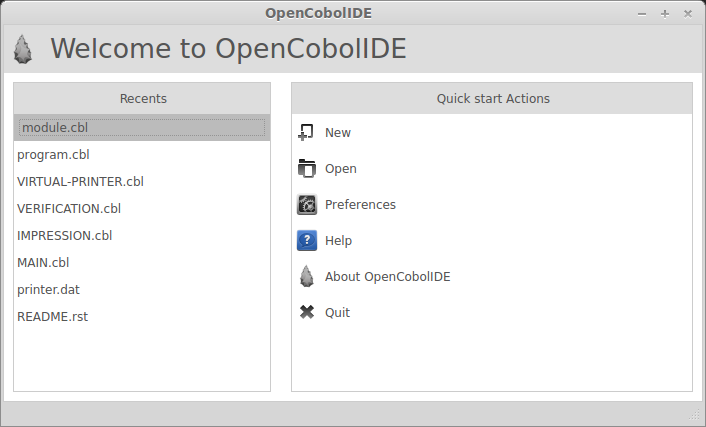 OpenCobolIDE
Welcome to OpenCobolIDE
Recents
module.cbl
program.cbl
VIRTUAL-PRINTER.cbl
VERIFICATION.cbl
IMPRESSION.cbl
MAIN.cbl
printer.dat
README.rst
Quick start Actions
New
Open
Preferences
? Help
About OpenCobolIDE
Quit